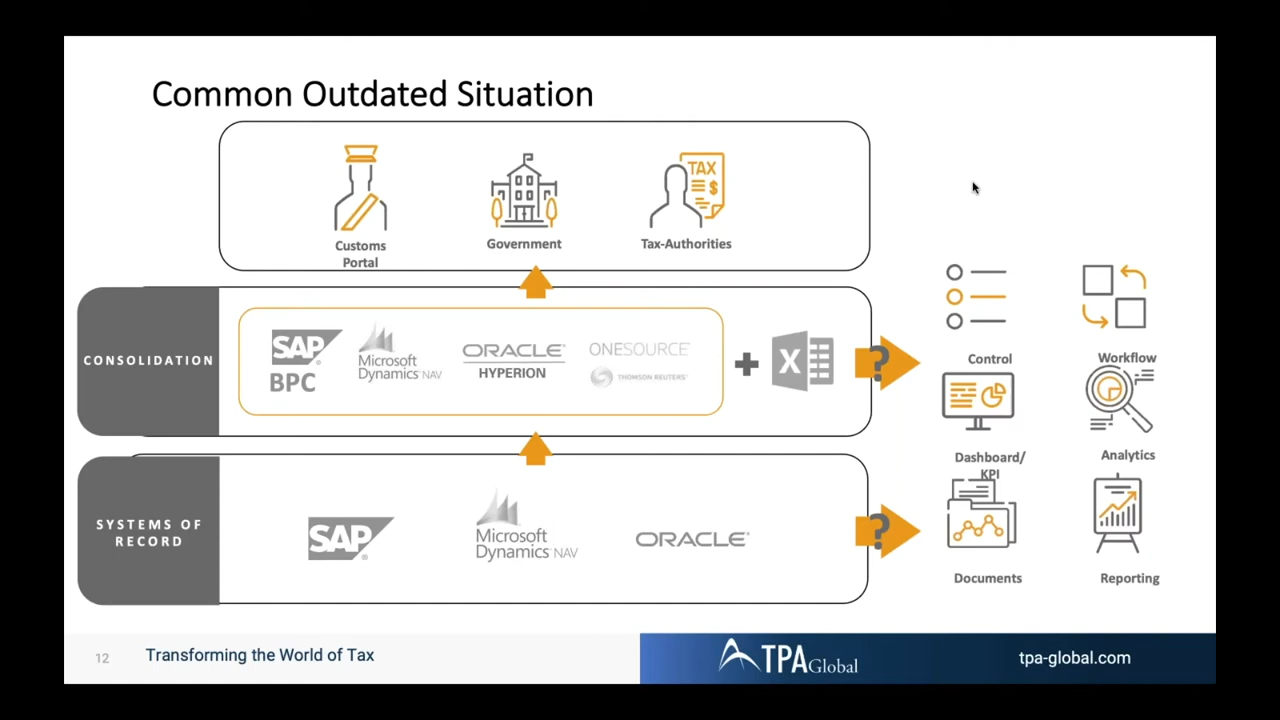 Common Outdated Situation
TAX
$
Customs
Portal
Government
Tax-Authorities
CONSOLIDATION
SAP
BPC
Microsoft
Dynamics NAV
ORACLE
HYPERION
ONESOURCE
THOMSON REUTERS
+
X
?
Control
Workflow
Dashboard/
KPI
Analytics
SYSTEMS OF
RECORD
SAP
Microsoft
Dynamics NAV
ORACLE
?
Documents
Reporting
12
Transforming the World of Tax
TPA Global
tpa-global.com